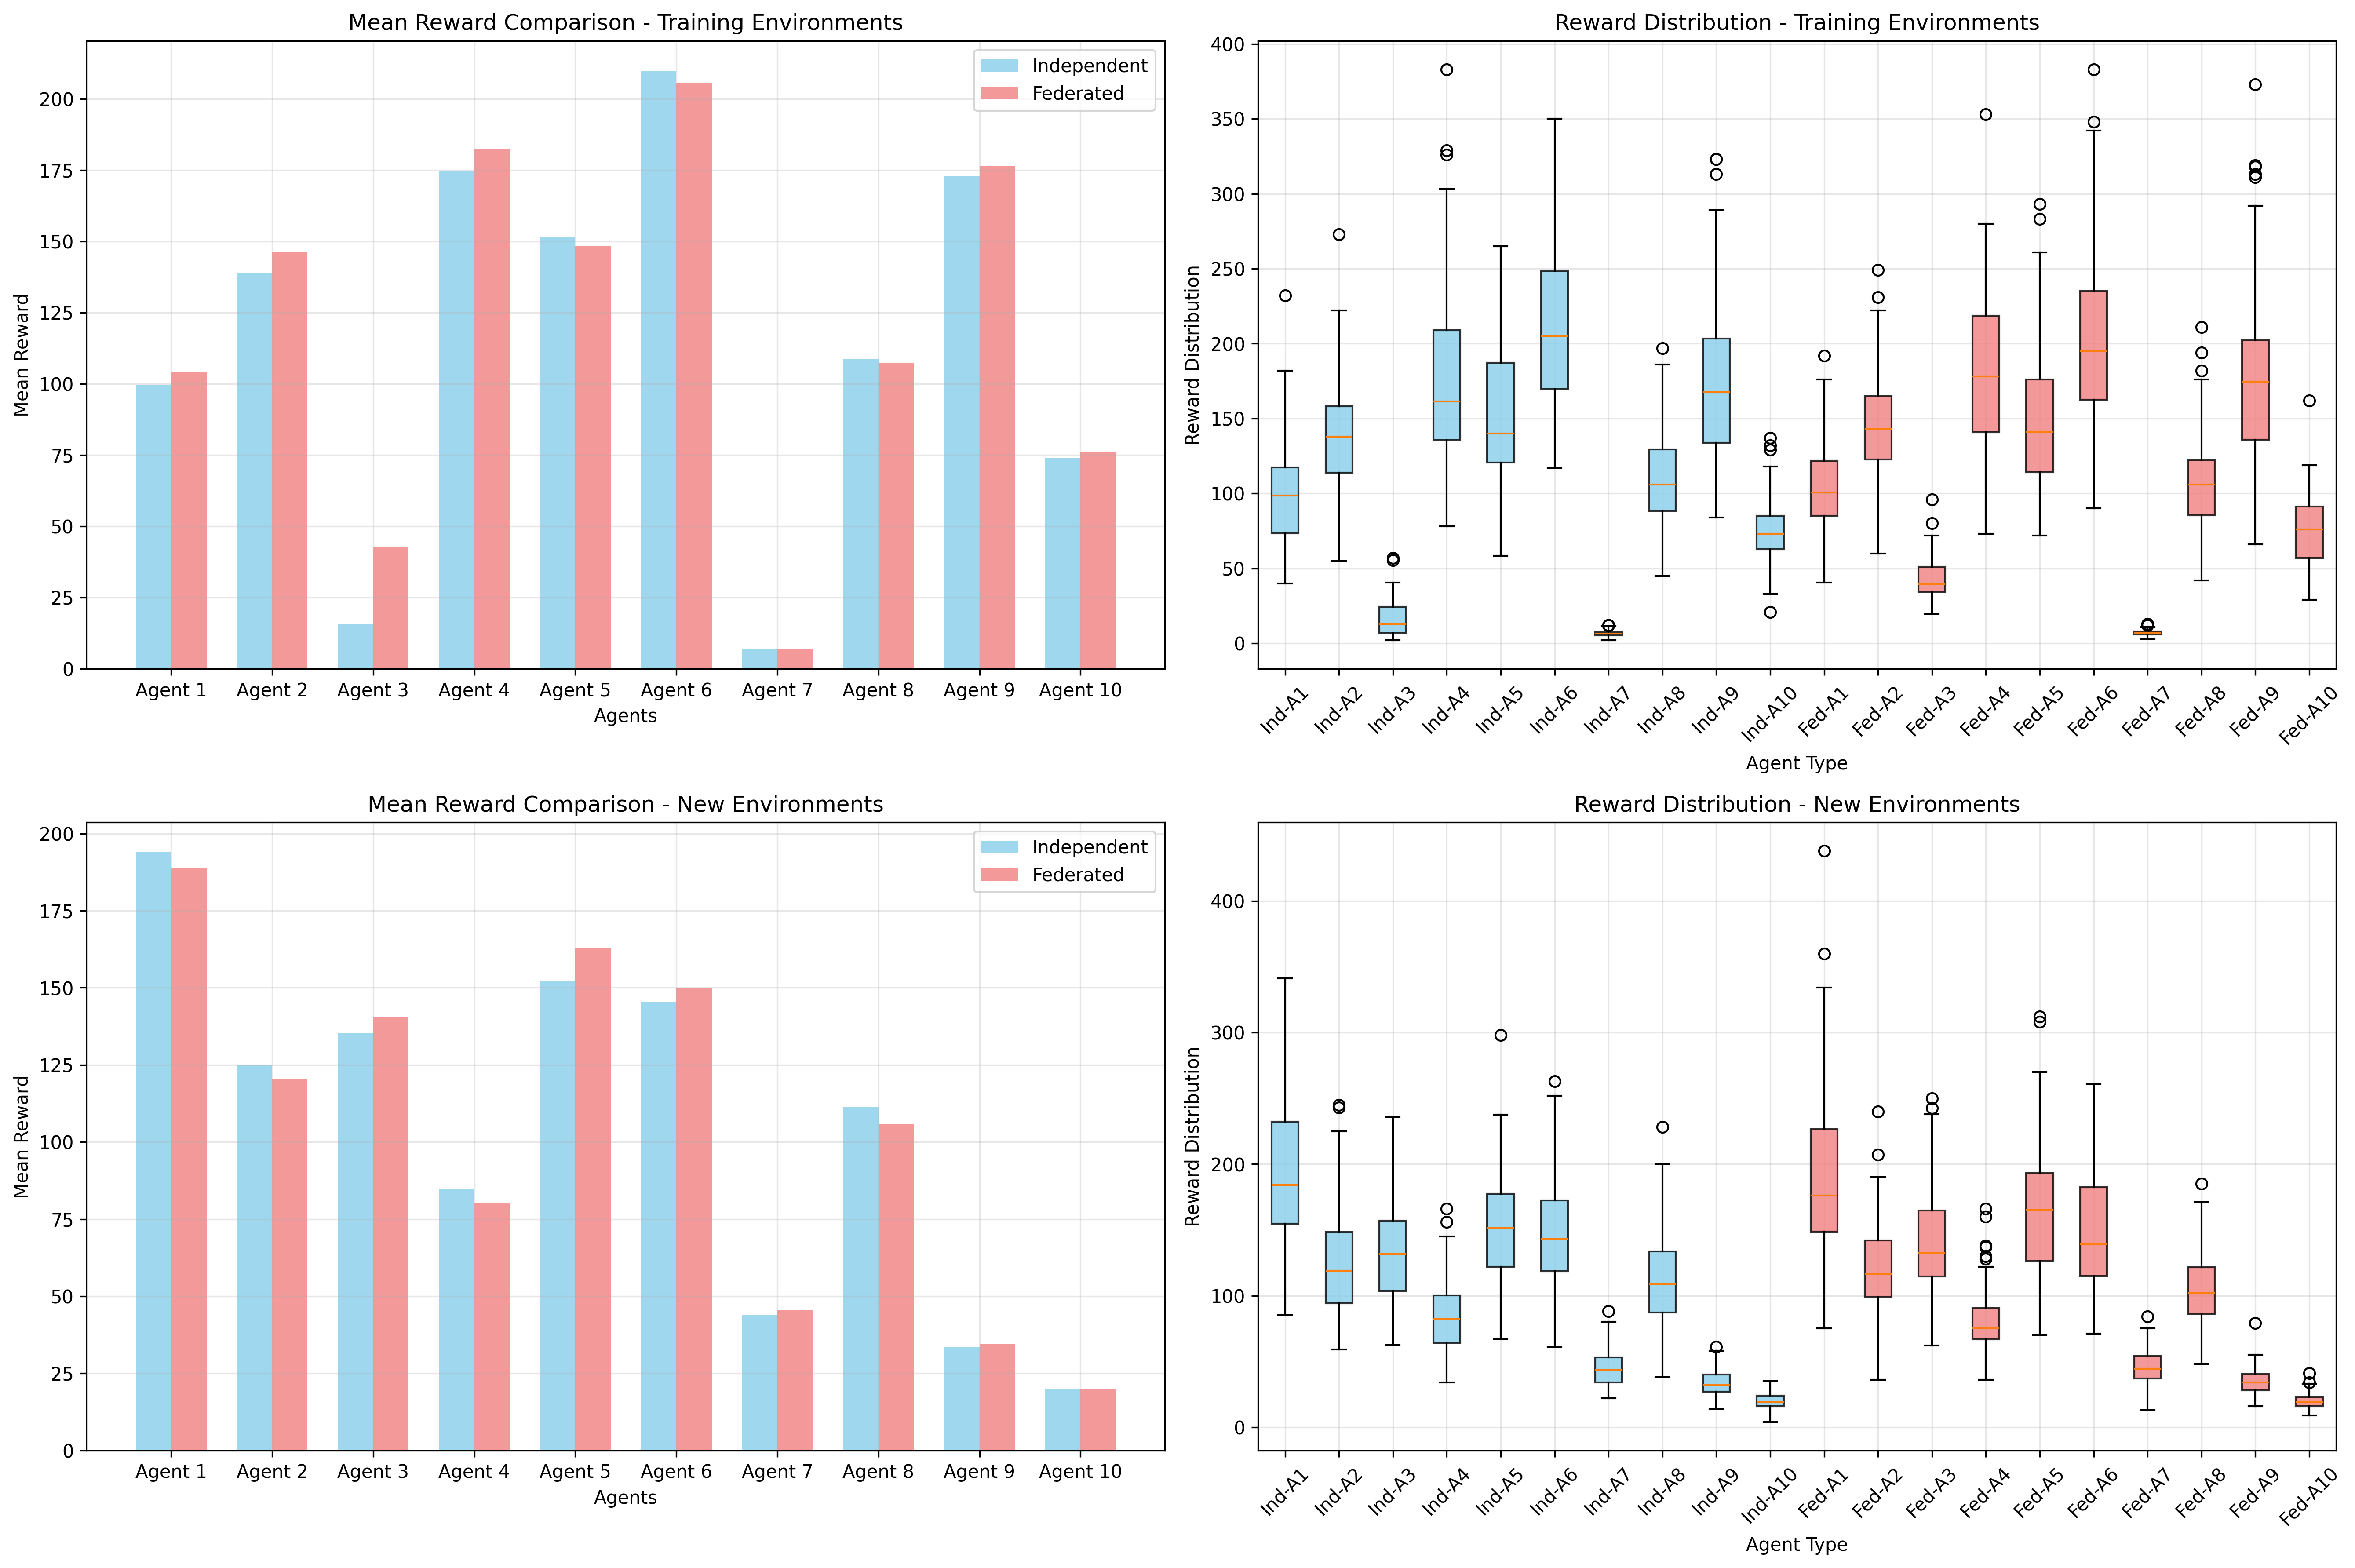 Mean Reward Comparison - Training Environments
Mean Reward
200
175
150
125
100
75
50
25
0
Independent
Federated
Agent 1 Agent 2 Agent 3 Agent 4 Agent 5 Agent 6 Agent 7 Agent 8 Agent 9 Agent 10
Agents
Reward Distribution - Training Environments
Reward Distribution
400
350
300
250
200
150
100
50
0
Ind-A1 Ind-A2 Ind-A3 Ind-A4 Ind-A5 Ind-A6 Ind-A7 Ind-A8 Ind-A9 Ind-A10 Fed-A1 Fed-A2 Fed-A3 Fed-A4 Fed-A5 Fed-A6 Fed-A7 Fed-A8 Fed-A9 Fed-A10
Agent Type
Mean Reward Comparison - New Environments
Mean Reward
200
175
150
125
100
75
50
25
0
Independent
Federated
Agent 1 Agent 2 Agent 3 Agent 4 Agent 5 Agent 6 Agent 7 Agent 8 Agent 9 Agent 10
Agents
Reward Distribution - New Environments
Reward Distribution
400
300
200
100
0
Ind-A1 Ind-A2 Ind-A3 Ind-A4 Ind-A5 Ind-A6 Ind-A7 Ind-A8 Ind-A9 Ind-A10 Fed-A1 Fed-A2 Fed-A3 Fed-A4 Fed-A5 Fed-A6 Fed-A7 Fed-A8 Fed-A9 Fed-A10
Agent Type